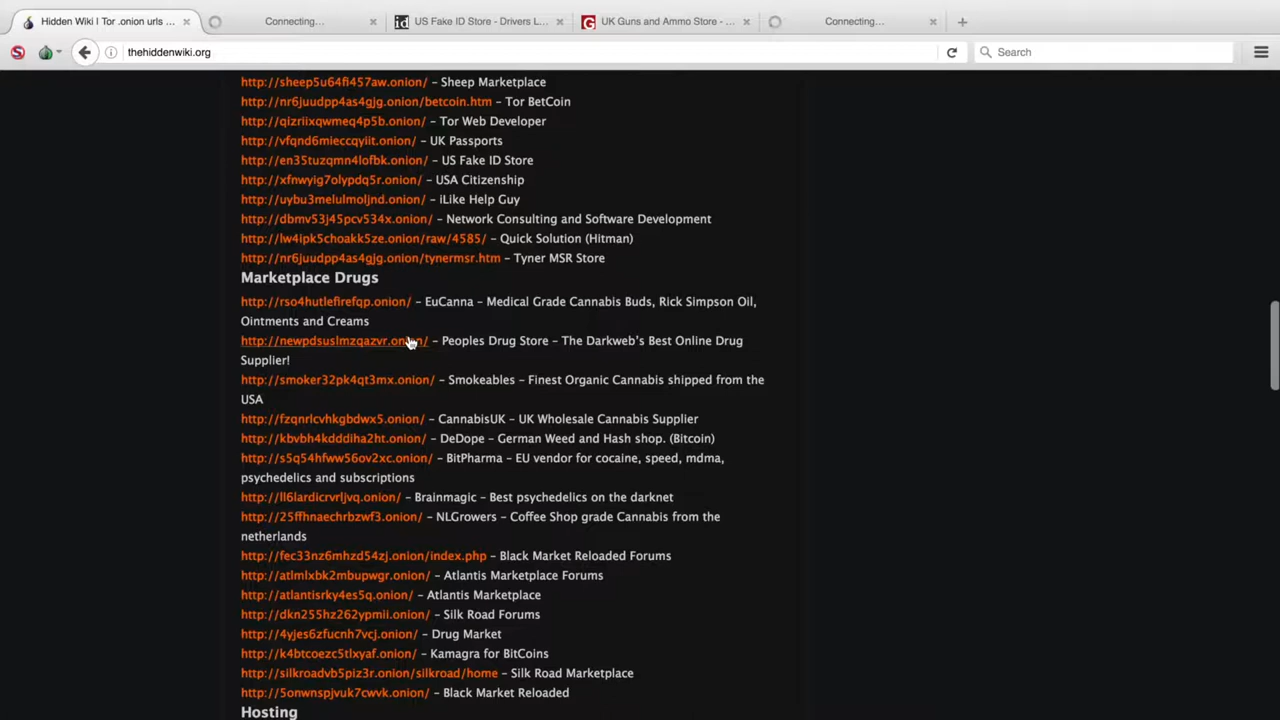 Hidden Wiki | Tor .onion urls ...
Connecting...
US Fake ID Store - Drivers L...
UK Guns and Ammo Store - ...
Connecting...
thehiddenwiki.org
Search
http://sheep5u64fi457aw.onion/ – Sheep Marketplace
http://nr6juudpp4as4gjg.onion/betcoin.htm – Tor BetCoin
http://qizriixqwmeq4p5b.onion/ – Tor Web Developer
http://vfqnd6mieccqyiit.onion/ – UK Passports
http://en35tuzqmn4lofbk.onion/ – US Fake ID Store
http://xfnwyig7olypdq5r.onion/ – USA Citizenship
http://uybu3melulmoljnd.onion/ – iLike Help Guy
http://dbmv53j45pcv534x.onion/ – Network Consulting and Software Development
http://lw4ipk5choakk5ze.onion/raw/4585/ – Quick Solution (Hitman)
http://nr6juudpp4as4gjg.onion/tynermsr.htm – Tyner MSR Store
Marketplace Drugs
http://rso4hutlefirefqp.onion/ – EuCanna – Medical Grade Cannabis Buds, Rick Simpson Oil,
Ointments and Creams
http://newpdsuslmzqazvr.onion/ – Peoples Drug Store – The Darkweb's Best Online Drug
Supplier!
http://smoker32pk4qt3mx.onion/ – Smokeables – Finest Organic Cannabis shipped from the
USA
http://fzqnrlcvhkgbdwx5.onion/ – CannabisUK – UK Wholesale Cannabis Supplier
http://kbvbh4kdddiha2ht.onion/ – DeDope – German Weed and Hash shop. (Bitcoin)
http://s5q54hfww56ov2xc.onion/ – BitPharma – EU vendor for cocaine, speed, mdma,
psychedelics and subscriptions
http://ll6lardicrvrljvq.onion/ – Brainmagic – Best psychedelics on the darknet
http://25ffhnaechrbzwf3.onion/ – NLGrowers – Coffee Shop grade Cannabis from the
netherlands
http://fec33nz6mhzd54zj.onion/index.php – Black Market Reloaded Forums
http://atlmlxbk2mbupwgr.onion/ – Atlantis Marketplace Forums
http://atlantisrky4es5q.onion/ – Atlantis Marketplace
http://dkn255hz262ypmii.onion/ – Silk Road Forums
http://4yjes6zfucnh7vcj.onion/ – Drug Market
http://k4btcoezc5tlxyaf.onion/ – Kamagra for BitCoins
http://silkroadvb5piz3r.onion/silkroad/home – Silk Road Marketplace
http://5onwnspjvuk7cwvk.onion/ – Black Market Reloaded
Hosting